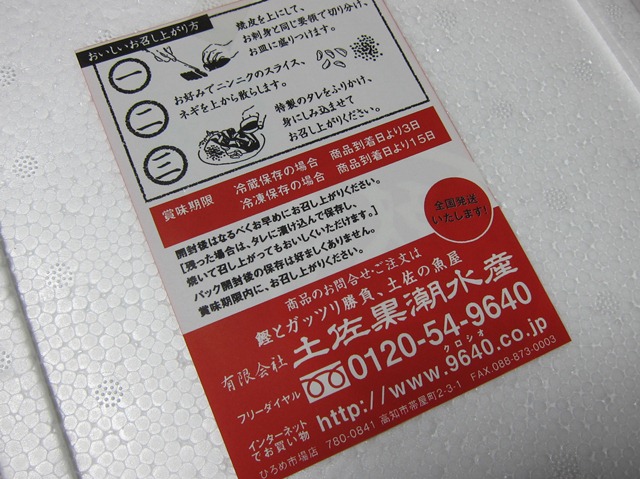 おいしいお召し上がり方
一
焼皮を上にして、
お刺身と同じ要領で切り分け、
お皿に盛りつけます。
二
お好みでニンニクのスライス、
ネギを上から散らします。
三
特製のタレをふりかけ、
身にしみ込ませて
お召し上がりください。
賞味期限 冷蔵保存の場合 商品到着日より3日
冷凍保存の場合 商品到着日より15日
開封後はなるべくお早めにお召し上がりください。
[残った場合は、タレに漬け込んで保存し、
焼いて召し上がってもおいしくいただけます。]
パック開封後の保存は好ましくありません。
賞味期限内に、お召し上がりください。
全国発送
いたします!
商品のお問合せ・ご注文は
鰹とガッツリ勝負、土佐の魚屋
有限会社 土佐黒潮水産
フリーダイヤル 0120-54-9640
クロシオ
インターネット
でお買い物 http://www.9640.co.jp
ひろめ市場店 780-0841 高知市帯屋町2-3-1 FAX.088-873-0003